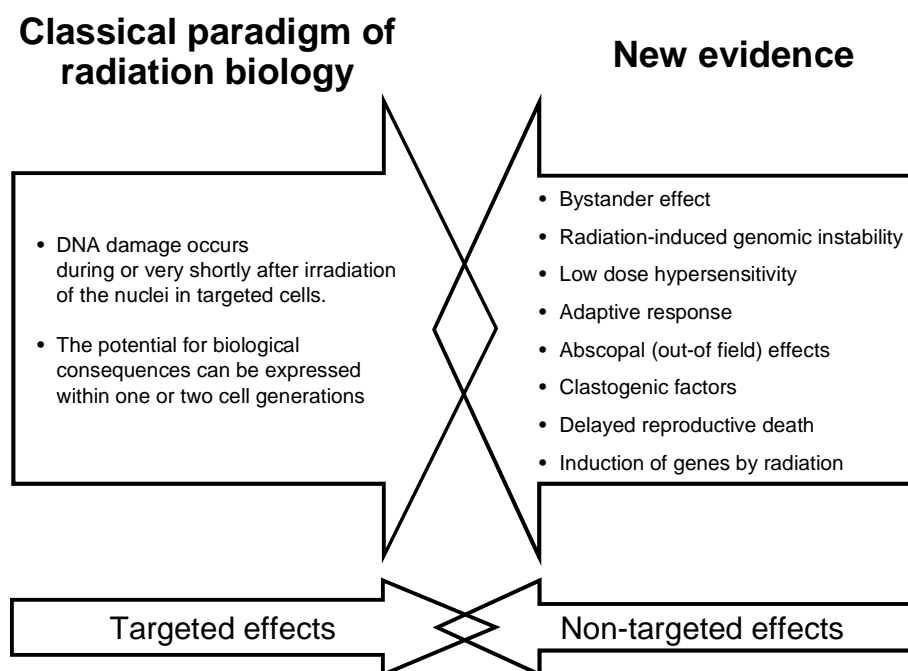 Classical paradigm of
radiation biology
New evidence
• DNA damage occurs
during or very shortly after irradiation
of the nuclei in targeted cells.
• The potential for biological
consequences can be expressed
within one or two cell generations
• Bystander effect
• Radiation-induced genomic instability
• Low dose hypersensitivity
• Adaptive response
• Abscopal (out-of field) effects
• Clastogenic factors
• Delayed reproductive death
• Induction of genes by radiation
Targeted effects
Non-targeted effects